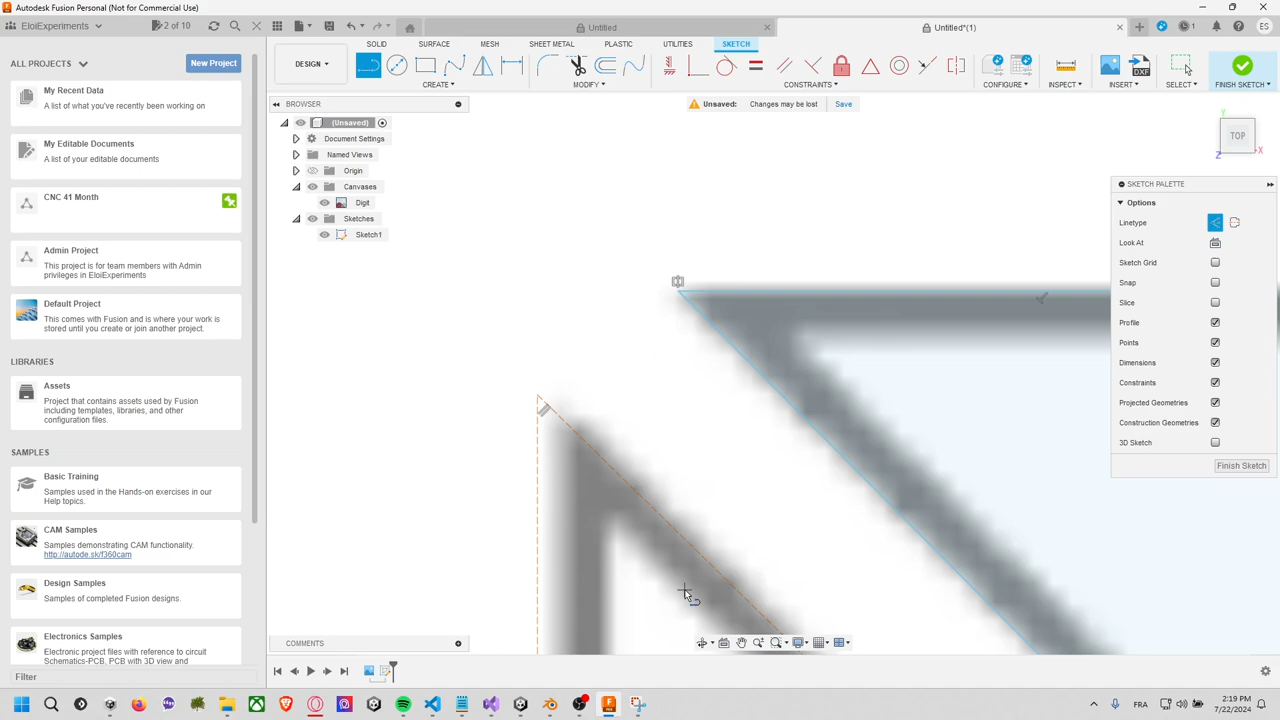 Autodesk Fusion Personal (Not for Commercial Use)
EloiExperiments
2 of 10
Untitled
Untitled*(1)
1
ES
ALL PROJECTS
New Project
My Recent Data
A list of what you've recently been working on
My Editable Documents
A list of your editable documents
CNC 41 Month
Admin Project
This project is for team members with Admin
privileges in EloiExperiments
Default Project
This comes with Fusion and is where your work is
stored until you create or join another project.
LIBRARIES
Assets
Project that contains assets used by Fusion
including templates, libraries, and other
configuration files.
SAMPLES
Basic Training
Samples used in the Hands-on exercises in our
Help topics.
CAM Samples
Samples demonstrating CAM functionality.
http://autode.sk/f360cam
Design Samples
Samples of completed Fusion designs.
Electronics Samples
Electronics project file with reference to circuit
Schematics-PCB, PCB with 3D view and
Filter
DESIGN
SOLID
SURFACE
MESH
SHEET METAL
PLASTIC
UTILITIES
SKETCH
CREATE
MODIFY
CONSTRAINTS
CONFIGURE
INSPECT
INSERT
DXF
SELECT
FINISH SKETCH
BROWSER
(Unsaved)
Document Settings
Named Views
Origin
Canvases
Digit
Sketches
Sketch1
Unsaved: Changes may be lost Save
Y
TOP
Z
X
SKETCH PALETTE
Options
Linetype
Look At
Sketch Grid
Snap
Slice
Profile
Points
Dimensions
Constraints
Projected Geometries
Construction Geometries
3D Sketch
Finish Sketch
COMMENTS
FR
2:19 PM
7/22/2024